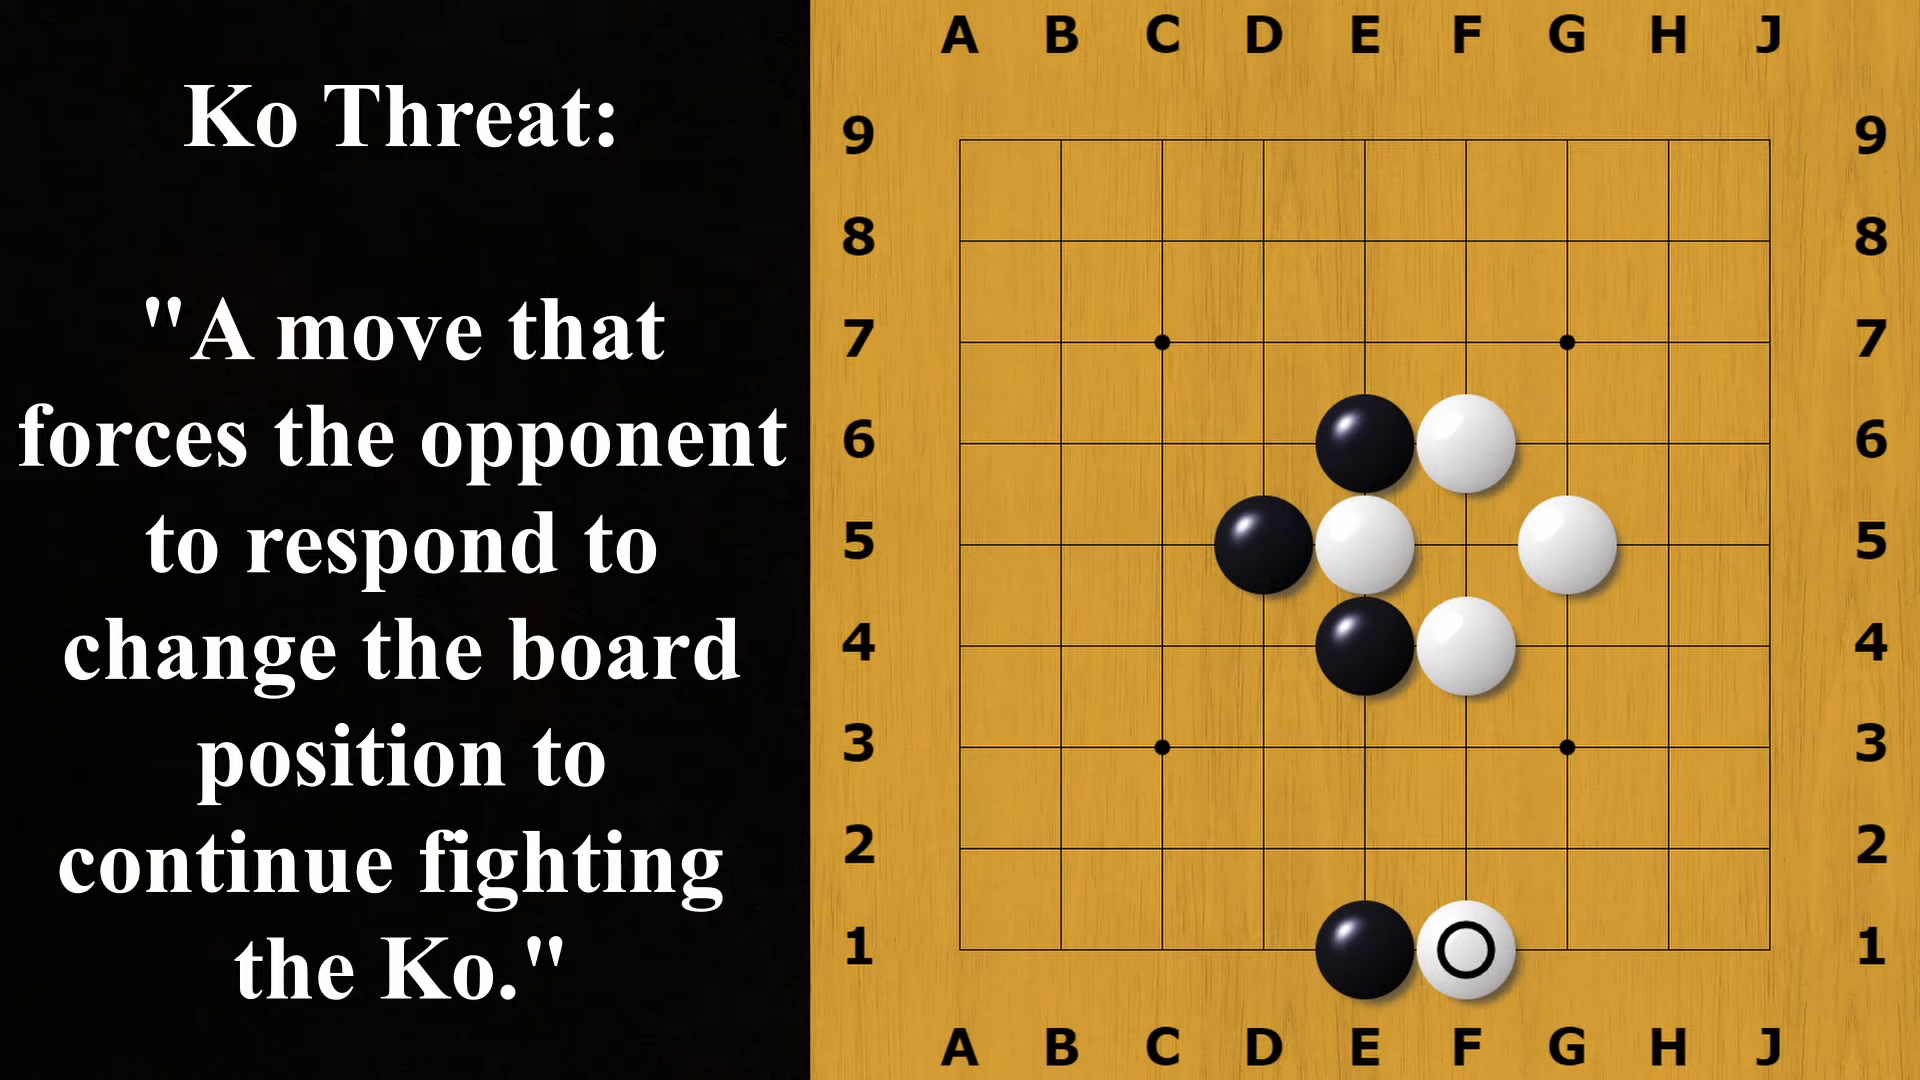 Ko Threat:
"A move that
forces the opponent
to respond to
change the board
position to
continue fighting
the Ko."
A B C D E F G H J
9 9
8 8
7 7
6 6
5 5
4 4
3 3
2 2
1 1
A B C D E F G H J